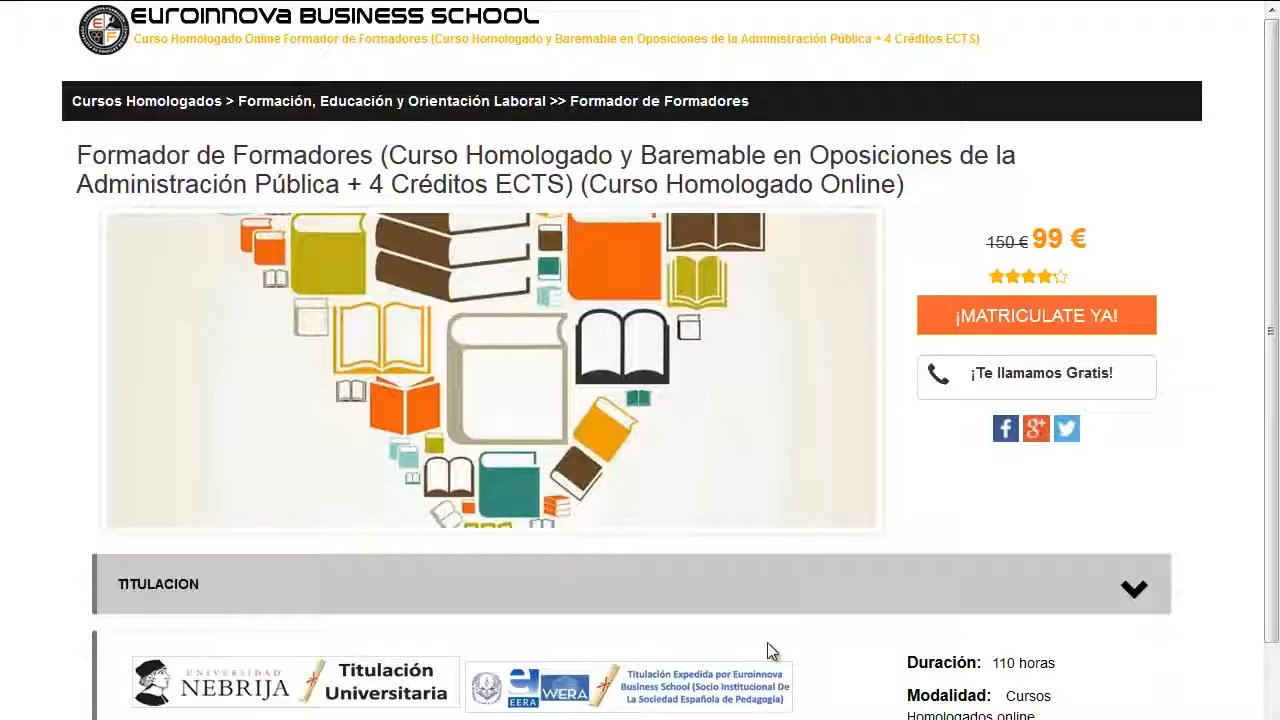 EUROINNOVA BUSINESS SCHOOL
Curso Homologado Online Formador de Formadores (Curso Homologado y Baremable en Oposiciones de la Administración Pública + 4 Créditos ECTS)
Cursos Homologados > Formación, Educación y Orientación Laboral >> Formador de Formadores
Formador de Formadores (Curso Homologado y Baremable en Oposiciones de la
Administración Pública + 4 Créditos ECTS) (Curso Homologado Online)
150 € 99 €
¡MATRICULATE YA!
¡Te llamamos Gratis!
TITULACION
UNIVERSIDAD
NEBRIJA
Titulación
Universitaria
EERA
WERA
Titulación Expedida por Euroinnova
Business School (Socio Institucional De
La Sociedad Española de Pedagogía)
Duración: 110 horas
Modalidad: Cursos
Homologados online